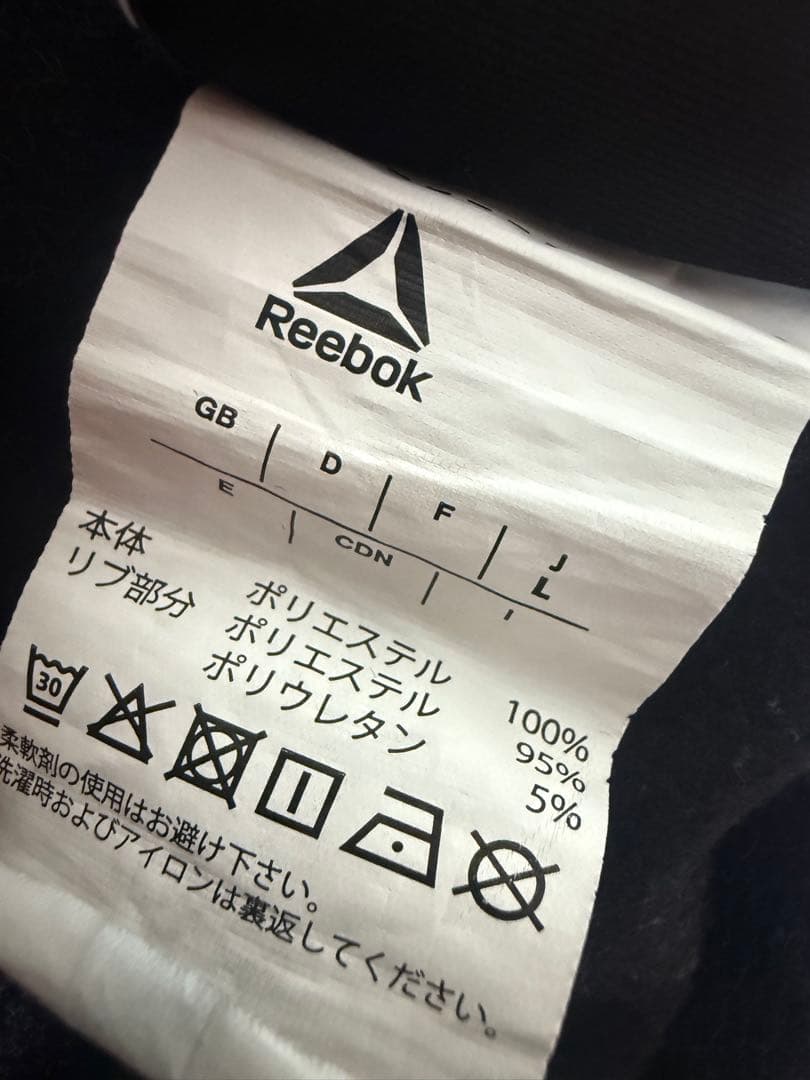 Reebok
GB D F J
E CDN L
本体 ポリエステル 100%
リブ部分 ポリエステル 95%
ポリウレタン 5%
30
柔軟剤の使用はお避け下さい。
洗濯時およびアイロンは裏返してください。